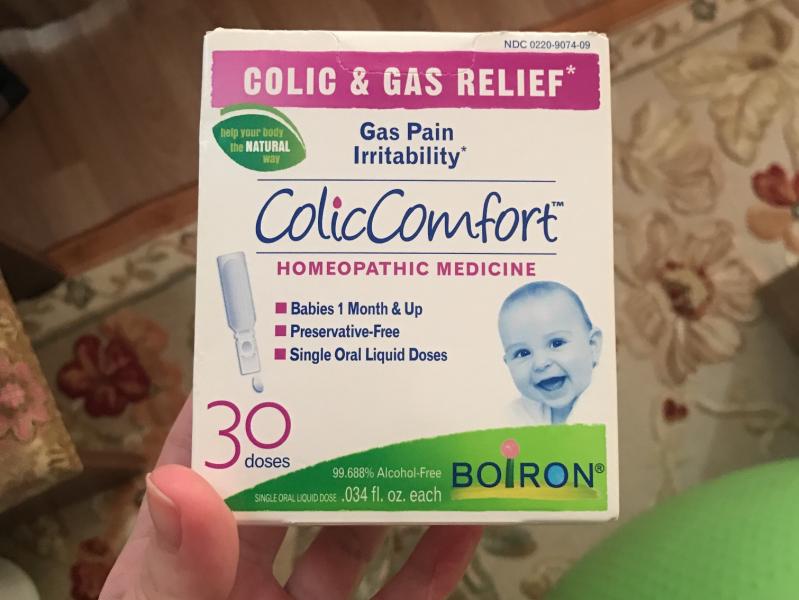 NDC 0220-9074-09
COLIC & GAS RELIEF*
help your body
the NATURAL
way
Gas Pain
Irritability*
ColicComfort™
HOMEOPATHIC MEDICINE
Babies 1 Month & Up
Preservative-Free
Single Oral Liquid Doses
30
doses
99.688% Alcohol-Free
SINGLE ORAL LIQUID DOSE .034 fl. oz. each
BOIRON®